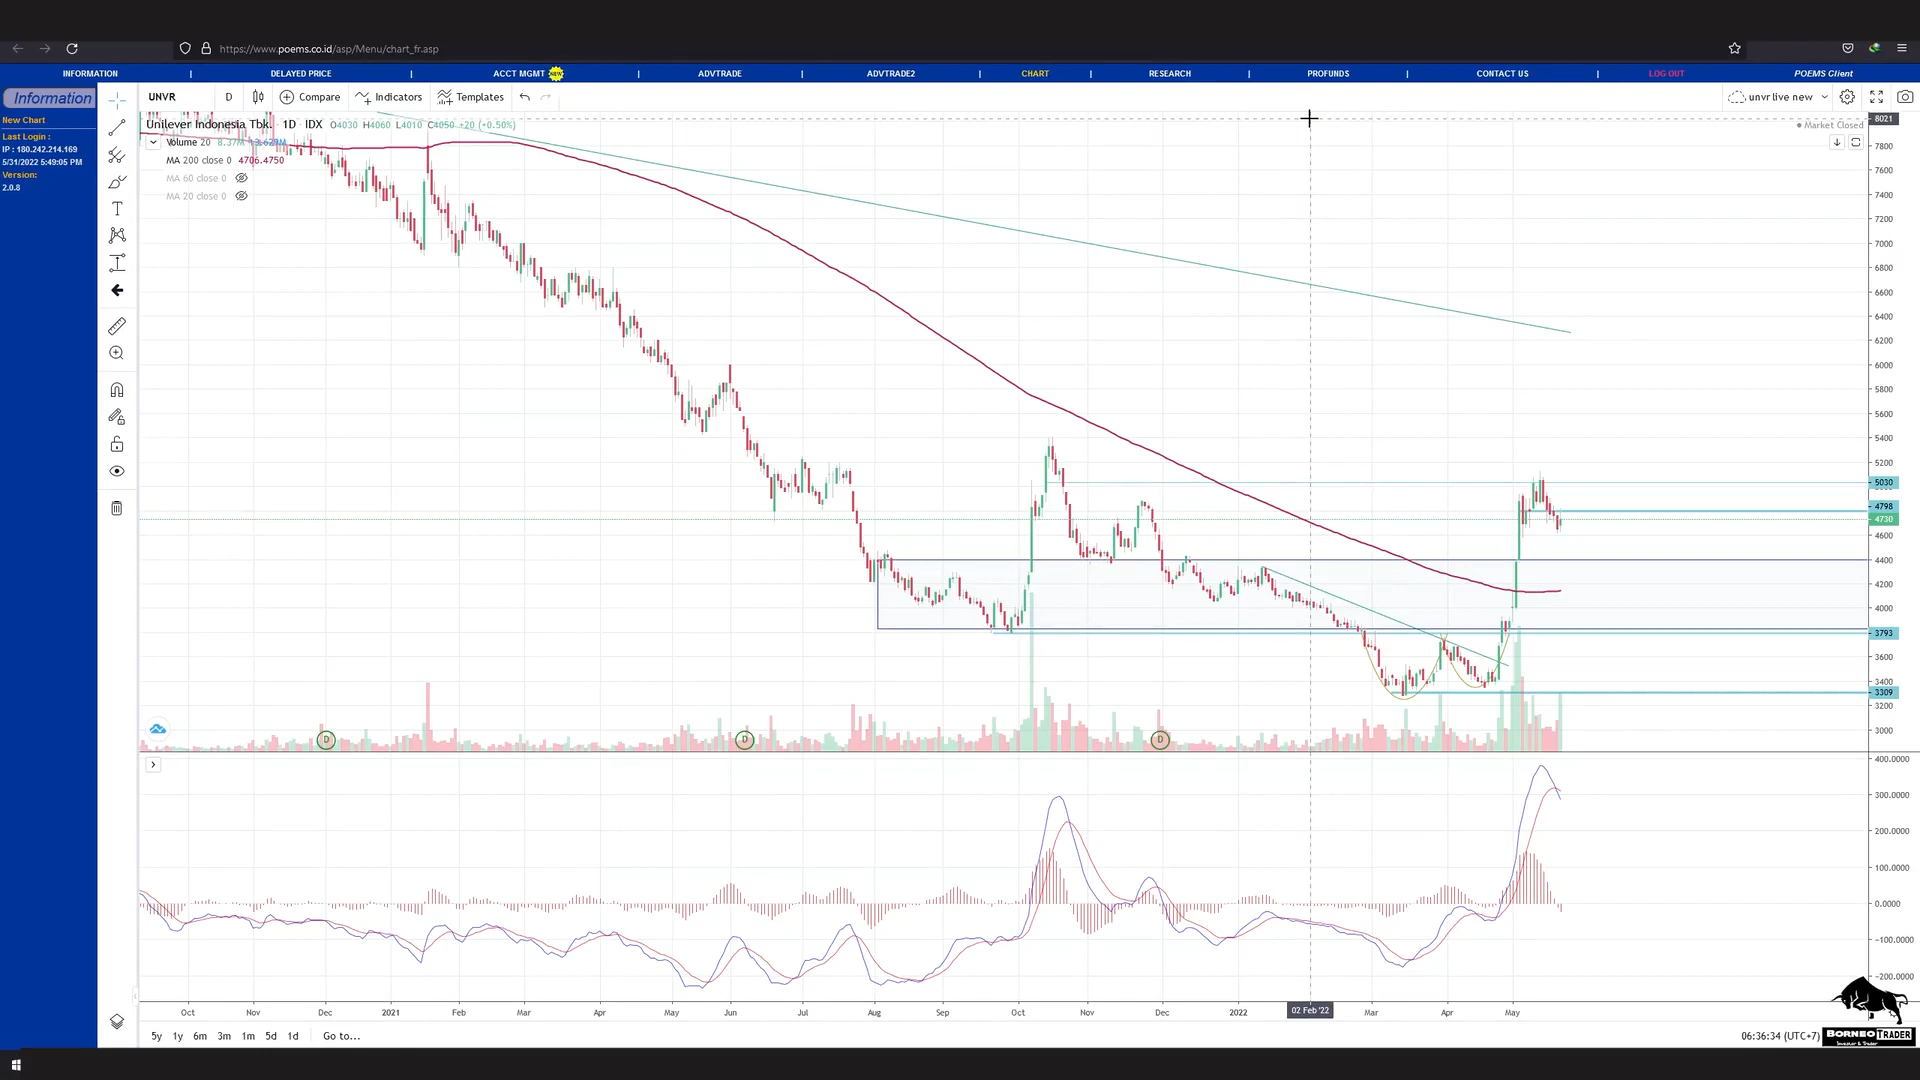 https://www.poems.co.id/asp/Menu/chart_fr.asp
INFORMATION | DELAYED PRICE | ACCT MGMT NEW | ADVTRADE | ADVTRADE2 | CHART | RESEARCH | PROFUNDS | CONTACT US | LOG OUT POEMS Client
Information
New Chart
Last Login :
IP : 180.242.214.169
5/31/2022 5:49:05 PM
Version:
2.0.8
UNVR D Compare Indicators Templates unvr live new
Unilever Indonesia Tbk. 1D IDX O4030 H4060 L4010 C4050 +20 (+0.50%)
Market Closed
Volume 20 8.37M 13.629M
MA 200 close 0 4706.4750
MA 60 close 0
MA 20 close 0
8021
7800
7600
7400
7200
7000
6800
6600
6400
6200
6000
5800
5600
5400
5200
5030
4798
4730
4600
4400
4200
4000
3793
3600
3400
3309
3200
3000
D D D
400.0000
300.0000
200.0000
100.0000
0.0000
-100.0000
-200.0000
Oct Nov Dec 2021 Feb Mar Apr May Jun Jul Aug Sep Oct Nov Dec 2022 02 Feb '22 Mar Apr May
5y 1y 6m 3m 1m 5d 1d Go to...
06:36:34 (UTC+7)
BORNEO TRADER
Investor & Trader